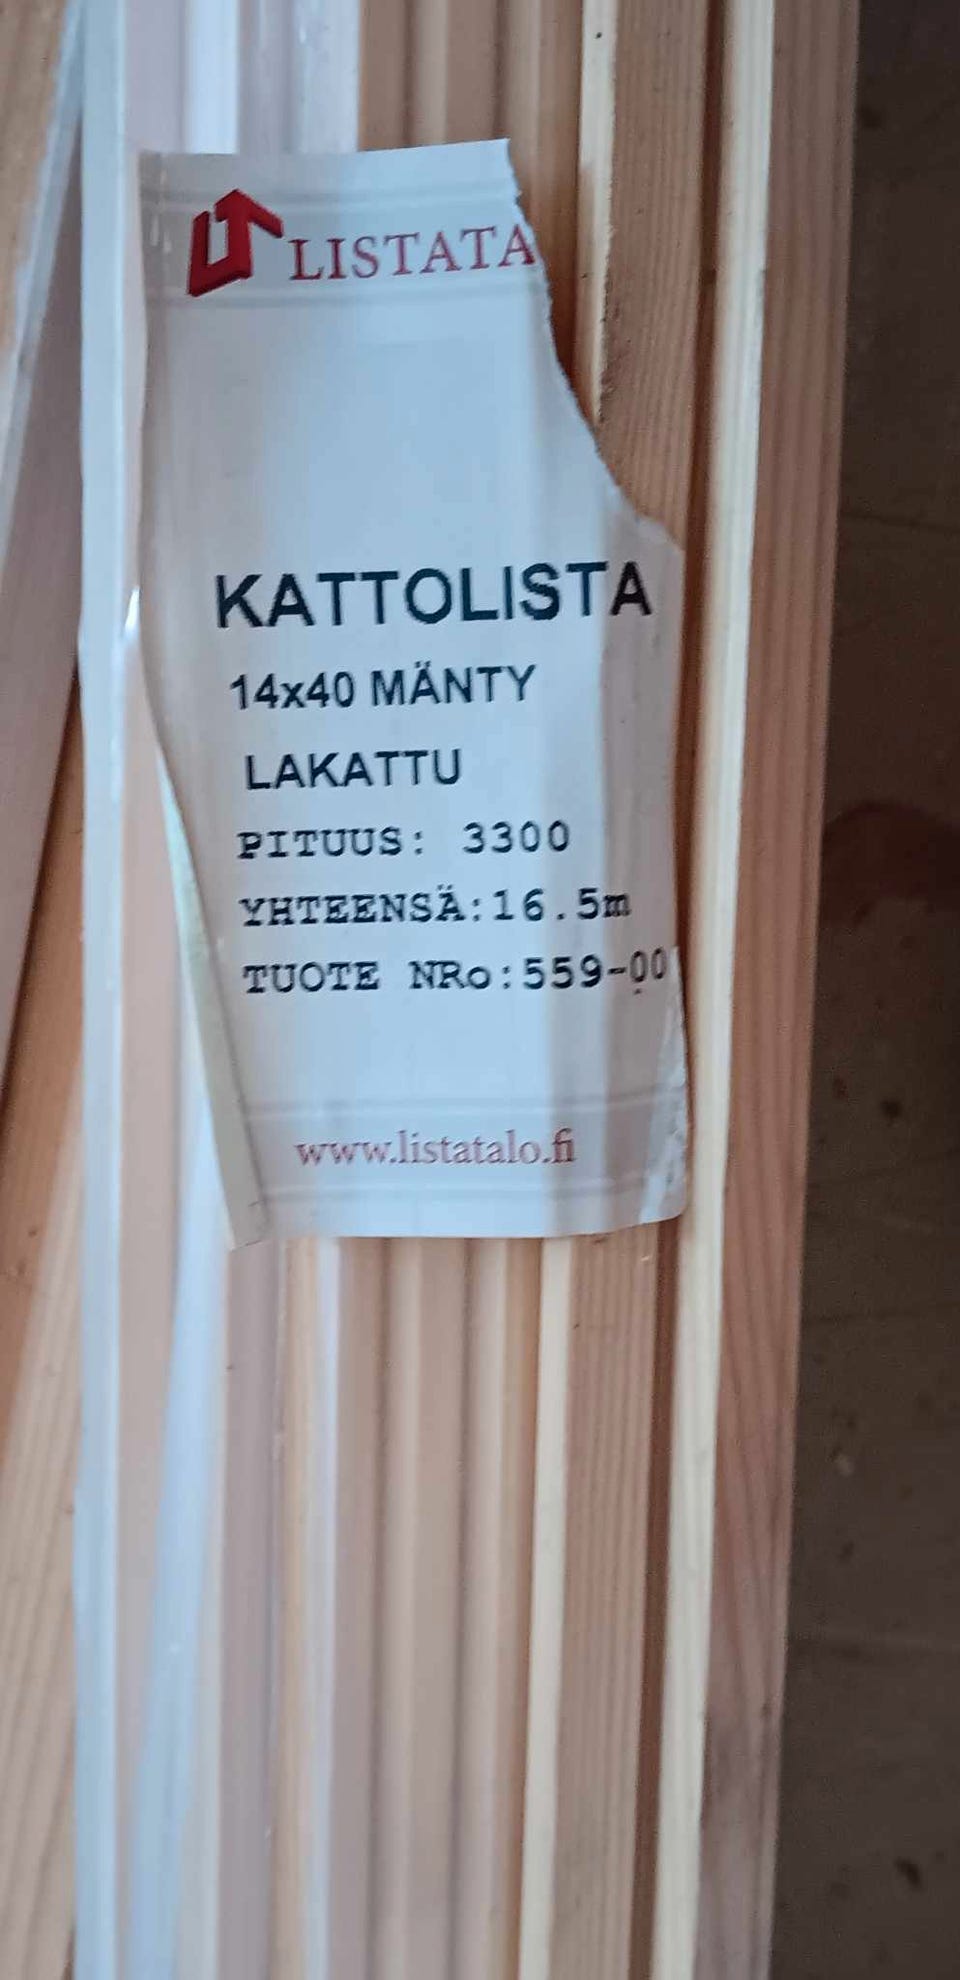 LISTATA
KATTOLISTA
14x40 MÄNTY
LAKATTU
PITUUS: 3300
YHTEENSÄ:16.5m
TUOTE NRo:559-00
www.listatalo.fi